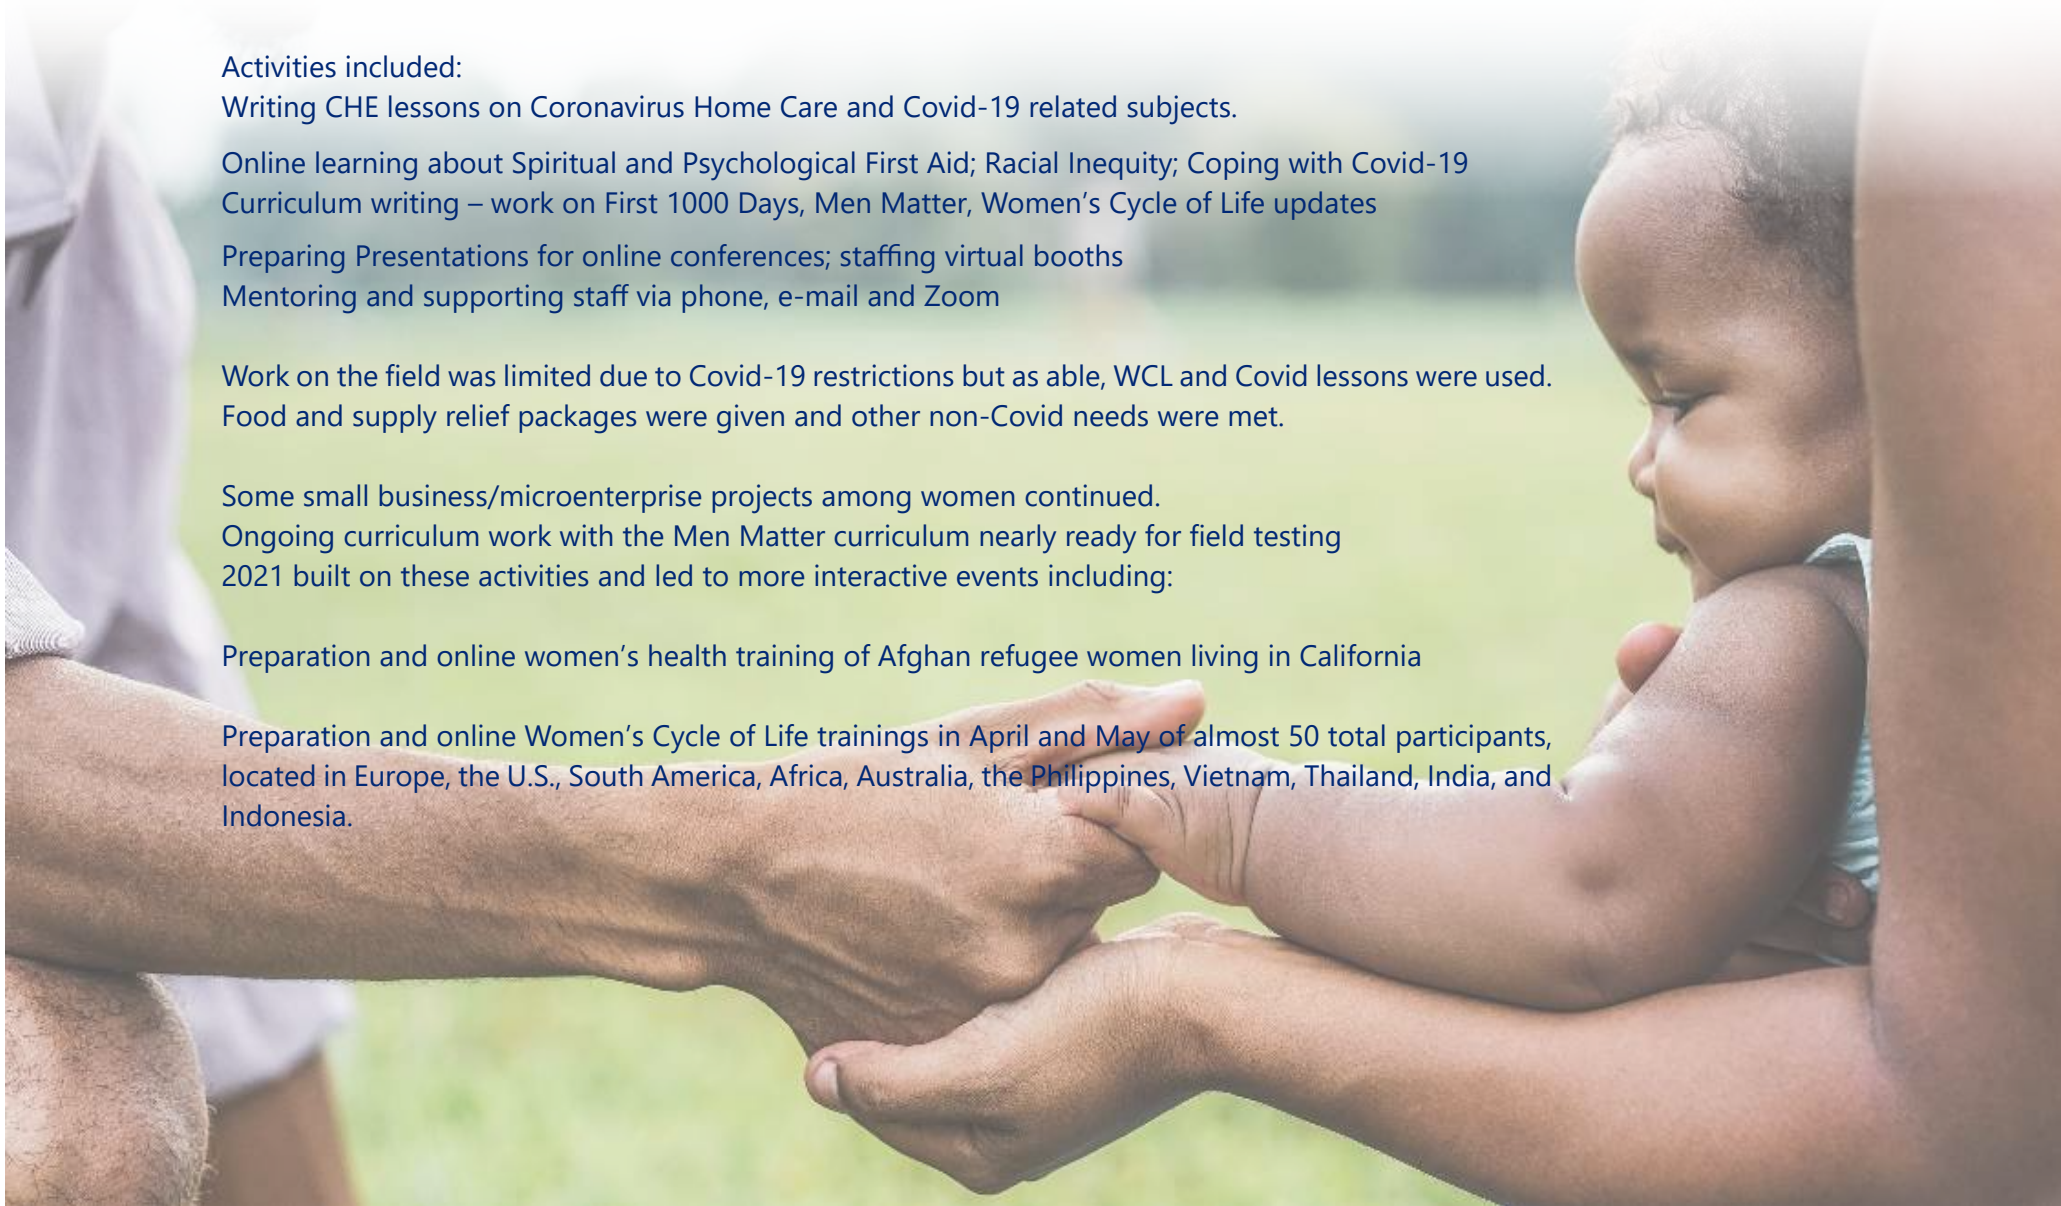 Activities included:
Writing CHE lessons on Coronavirus Home Care and Covid-19 related subjects.
Online learning about Spiritual and Psychological First Aid; Racial Inequity; Coping with Covid-19
Curriculum writing – work on First 1000 Days, Men Matter, Women’s Cycle of Life updates
Preparing Presentations for online conferences; staffing virtual booths
Mentoring and supporting staff via phone, e-mail and Zoom
Work on the field was limited due to Covid-19 restrictions but as able, WCL and Covid lessons were used.
Food and supply relief packages were given and other non-Covid needs were met.
Some small business/microenterprise projects among women continued.
Ongoing curriculum work with the Men Matter curriculum nearly ready for field testing
2021 built on these activities and led to more interactive events including:
Preparation and online women’s health training of Afghan refugee women living in California
Preparation and online Women’s Cycle of Life trainings in April and May of almost 50 total participants,
located in Europe, the U.S., South America, Africa, Australia, the Philippines, Vietnam, Thailand, India, and
Indonesia.